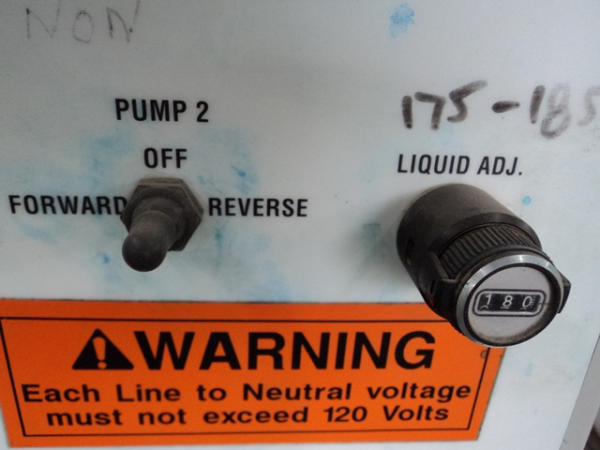 NON
PUMP 2
175-185
OFF
LIQUID ADJ.
FORWARD
REVERSE
180
WARNING
Each Line to Neutral voltage
must not exceed 120 Volts